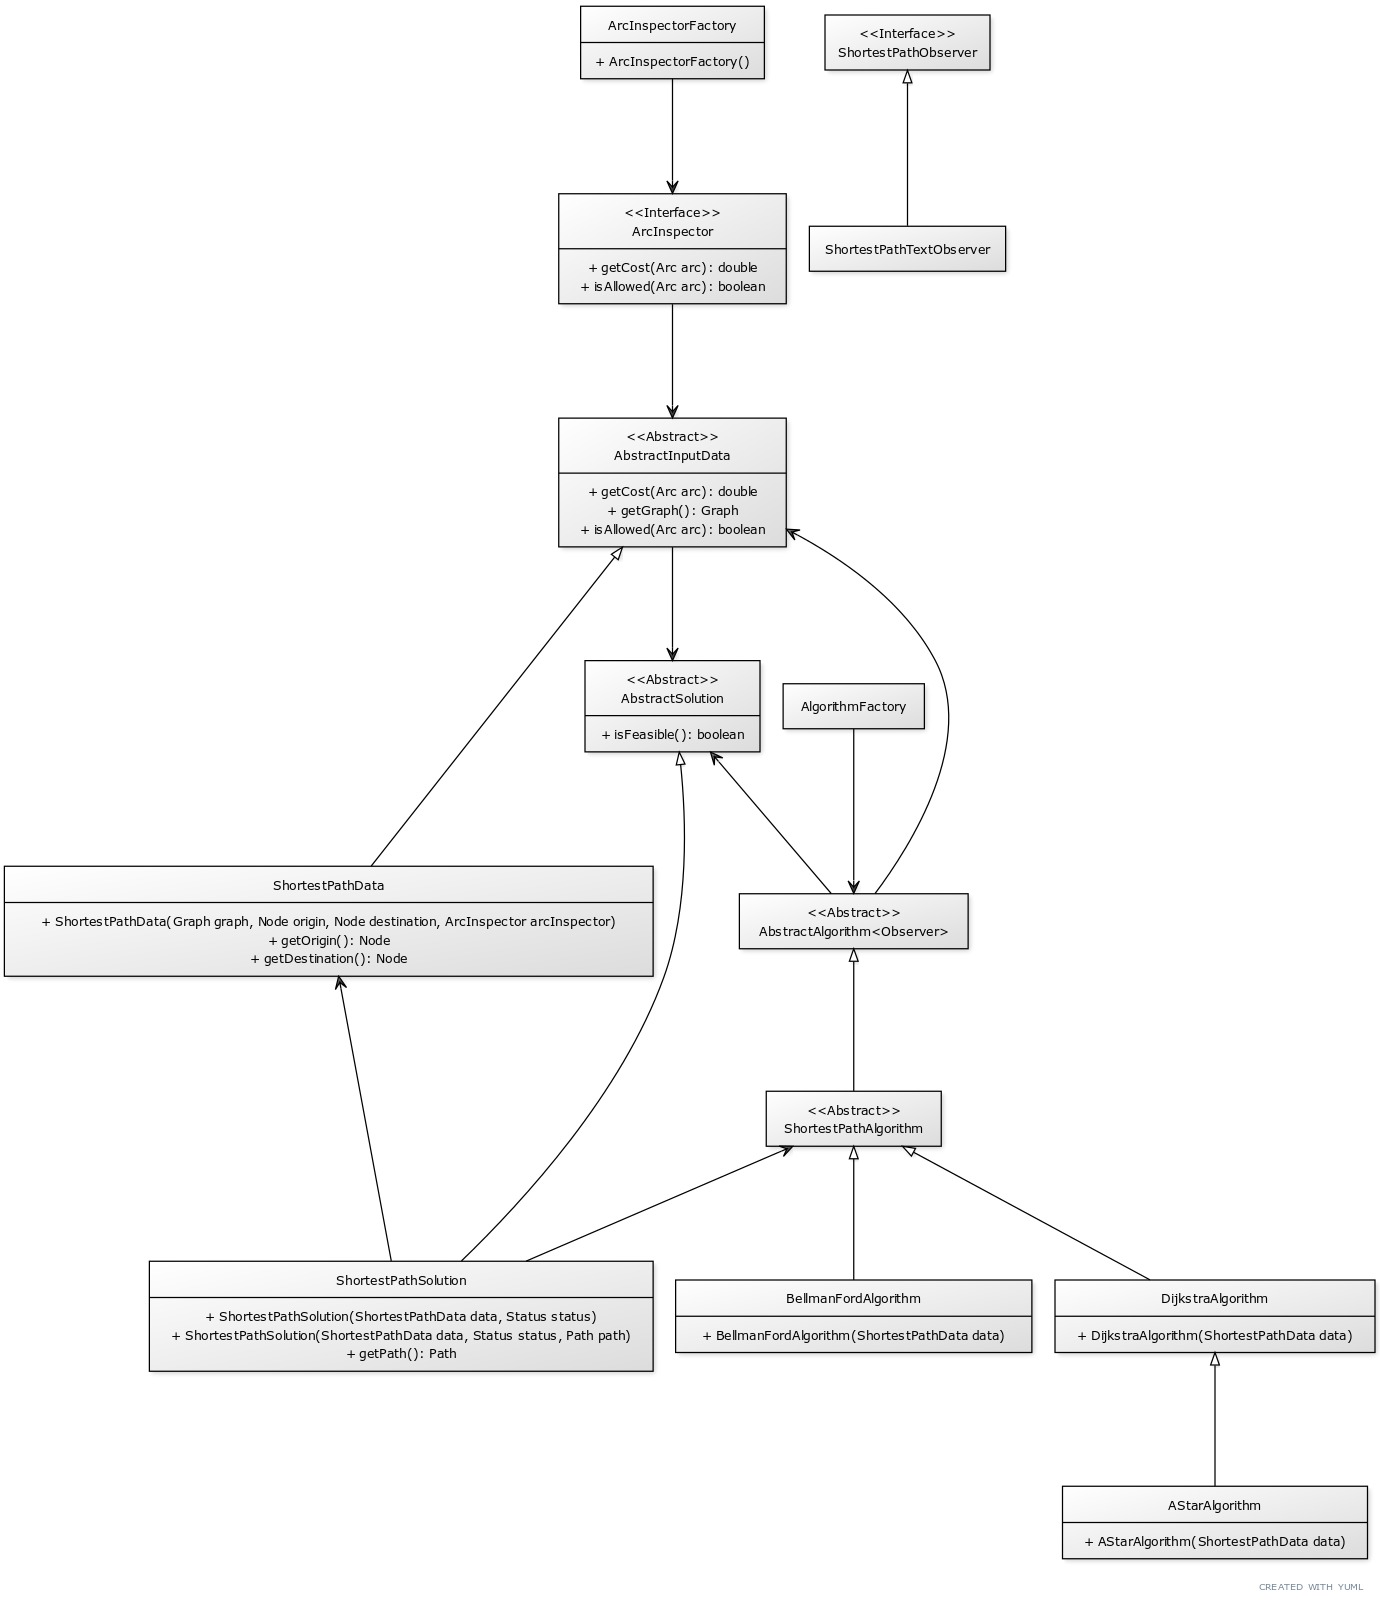 ArcInspectorFactory
+ ArcInspectorFactory()
<<Interface>>
ShortestPathObserver
<<Interface>>
ArcInspector
+ getCost(Arc arc): double
+ isAllowed(Arc arc): boolean
ShortestPathTextObserver
<<Abstract>>
AbstractInputData
+ getCost(Arc arc): double
+ getGraph(): Graph
+ isAllowed(Arc arc): boolean
<<Abstract>>
AbstractSolution
+ isFeasible(): boolean
AlgorithmFactory
ShortestPathData
+ ShortestPathData(Graph graph, Node origin, Node destination, ArcInspector arcInspector)
+ getOrigin(): Node
+ getDestination(): Node
<<Abstract>>
AbstractAlgorithm<Observer>
<<Abstract>>
ShortestPathAlgorithm
ShortestPathSolution
+ ShortestPathSolution(ShortestPathData data, Status status)
+ ShortestPathSolution(ShortestPathData data, Status status, Path path)
+ getPath(): Path
BellmanFordAlgorithm
+ BellmanFordAlgorithm(ShortestPathData data)
DijkstraAlgorithm
+ DijkstraAlgorithm(ShortestPathData data)
AStarAlgorithm
+ AStarAlgorithm(ShortestPathData data)
CREATED WITH YUML